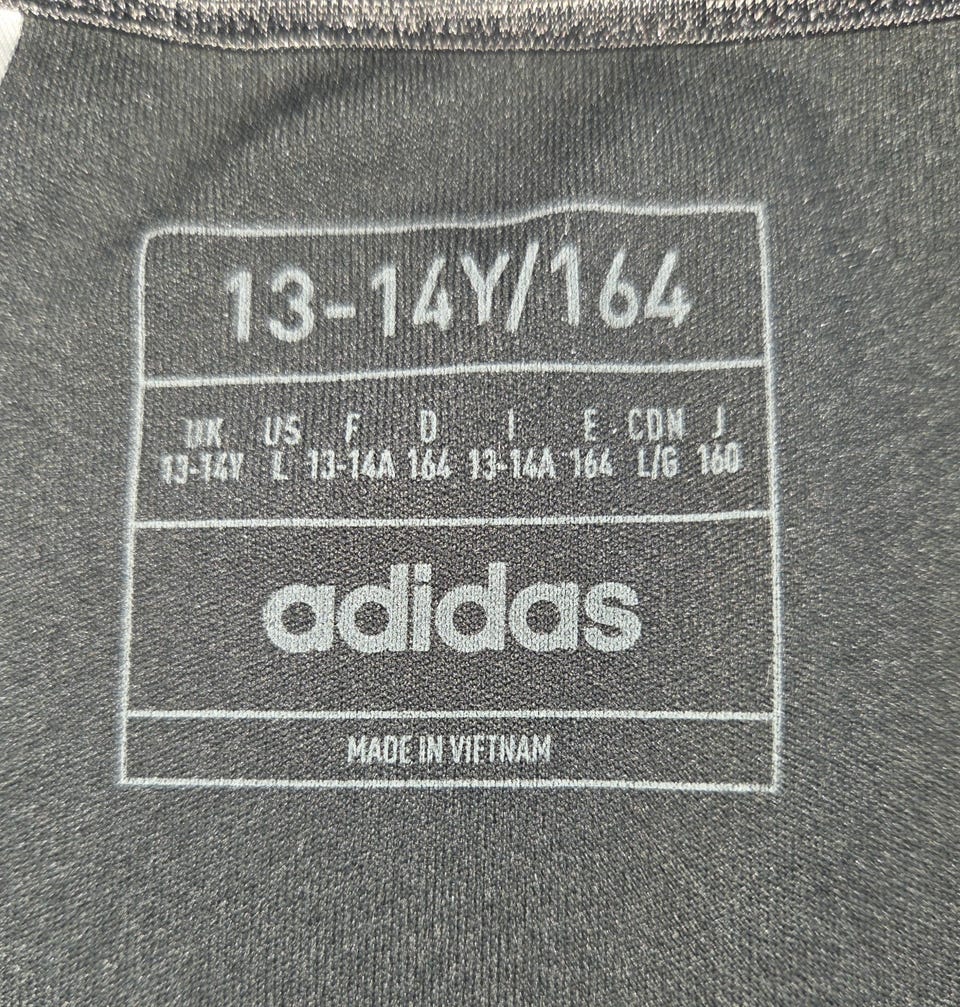 13-14Y/164
UK US F D I E CDN J
13-14Y L 13-14A 164 13-14A 164 L/G 160
adidas
MADE IN VIETNAM